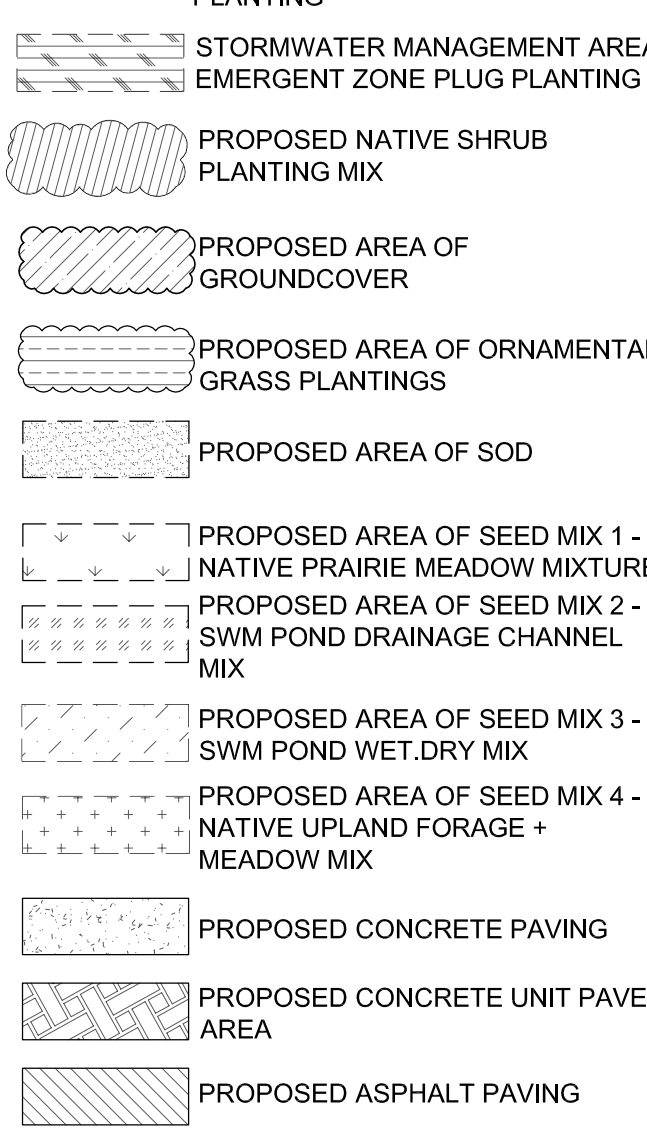 PLANTING
STORMWATER MANAGEMENT AREA
EMERGENT ZONE PLUG PLANTING
PROPOSED NATIVE SHRUB
PLANTING MIX
PROPOSED AREA OF
GROUNDCOVER
PROPOSED AREA OF ORNAMENTAL
GRASS PLANTINGS
PROPOSED AREA OF SOD
PROPOSED AREA OF SEED MIX 1 -
NATIVE PRAIRIE MEADOW MIXTURE
PROPOSED AREA OF SEED MIX 2 -
SWM POND DRAINAGE CHANNEL
MIX
PROPOSED AREA OF SEED MIX 3 -
SWM POND WET.DRY MIX
PROPOSED AREA OF SEED MIX 4 -
NATIVE UPLAND FORAGE +
MEADOW MIX
PROPOSED CONCRETE PAVING
PROPOSED CONCRETE UNIT PAVE
AREA
PROPOSED ASPHALT PAVING